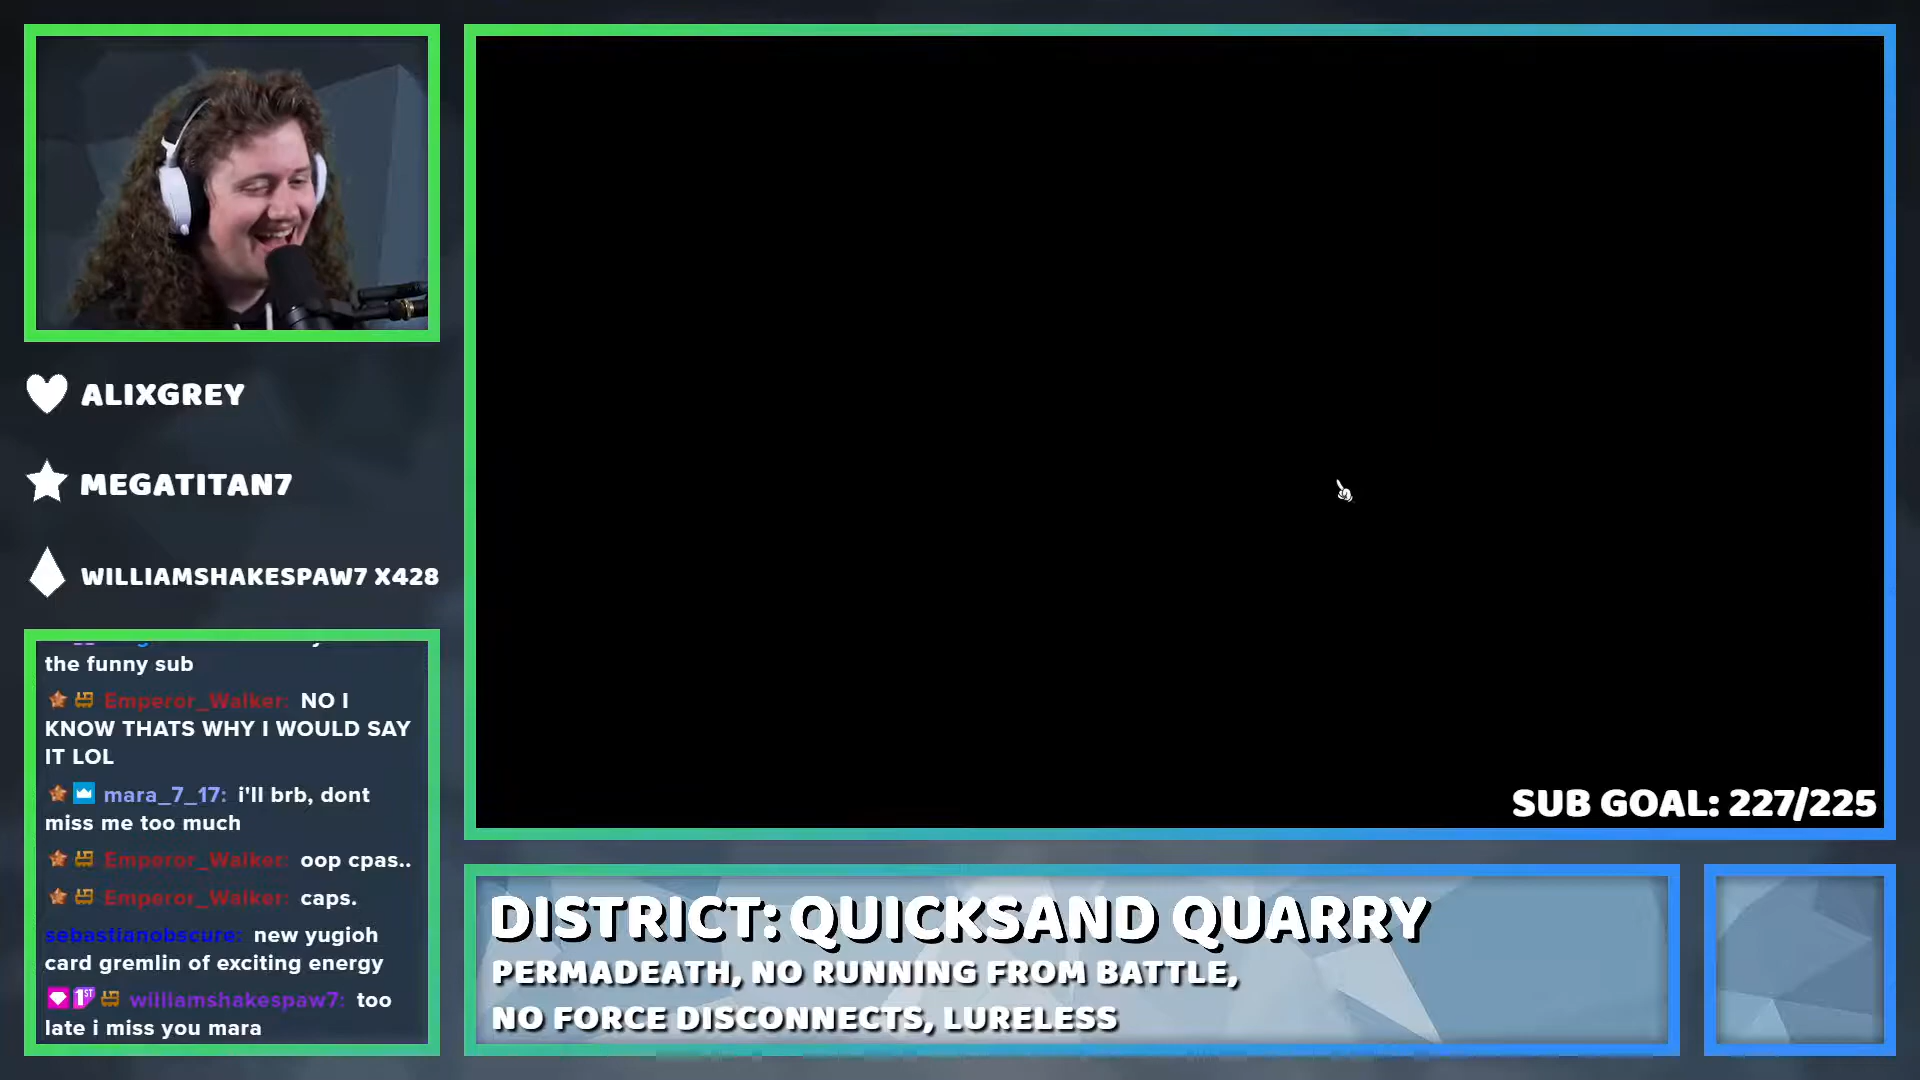 ALIXGREY
MEGATITAN7
WILLIAMSHAKESPAW7 X428
the funny sub
Emperor_Walker: NO I
KNOW THATS WHY I WOULD SAY
IT LOL
mara_7_17: i'll brb, dont
miss me too much
Emperor_Walker: oop cpas..
Emperor_Walker: caps.
sebastianobscure: new yugioh
card gremlin of exciting energy
1ST williamshakespaw7: too
late i miss you mara
SUB GOAL: 227/225
DISTRICT: QUICKSAND QUARRY
PERMADEATH, NO RUNNING FROM BATTLE,
NO FORCE DISCONNECTS, LURELESS